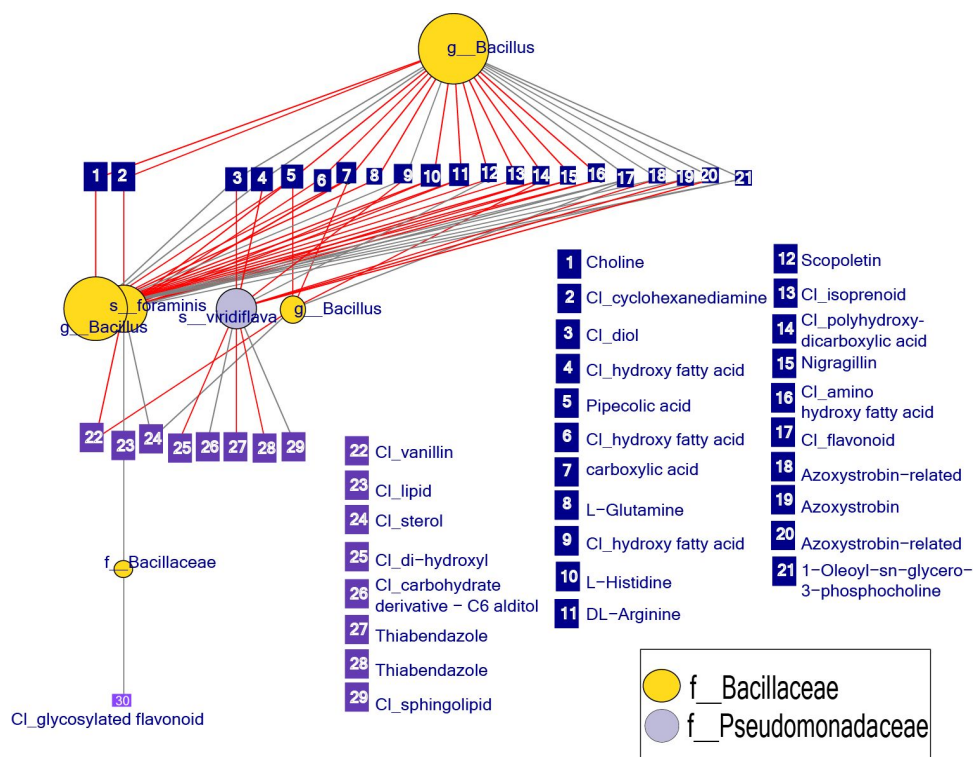 g__Bacillus
1
2
3
4
5
6
7
8
9
10
11
12
13
14
15
16
17
18
19
20
21
s__foraminis
g__Bacillus
s__viridiflava
g__Bacillus
22
23
24
25
26
27
28
29
f__Bacillaceae
30
Cl_glycosylated flavonoid
1 Choline
2 Cl_cyclohexanediamine
3 Cl_diol
4 Cl_hydroxy fatty acid
5 Pipecolic acid
6 Cl_hydroxy fatty acid
7 carboxylic acid
8 L−Glutamine
9 Cl_hydroxy fatty acid
10 L−Histidine
11 DL−Arginine
12 Scopoletin
13 Cl_isoprenoid
14 Cl_polyhydroxy-
dicarboxylic acid
15 Nigragillin
16 Cl_amino
hydroxy fatty acid
17 Cl_flavonoid
18 Azoxystrobin−related
19 Azoxystrobin
20 Azoxystrobin−related
21 1−Oleoyl−sn−glycero−
3−phosphocholine
22 Cl_vanillin
23 Cl_lipid
24 Cl_sterol
25 Cl_di−hydroxyl
26 Cl_carbohydrate
derivative − C6 alditol
27 Thiabendazole
28 Thiabendazole
29 Cl_sphingolipid
f__Bacillaceae
f__Pseudomonadaceae